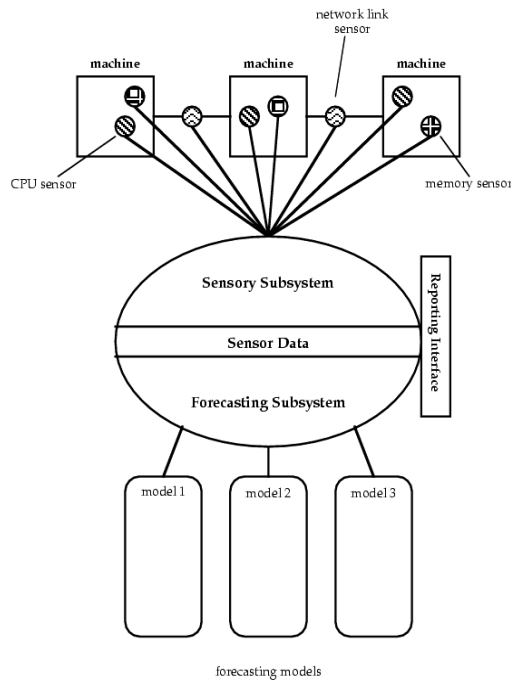 network link
sensor
machine
machine
machine
CPU sensor
memory sensor
Sensory Subsystem
Sensor Data
Forecasting Subsystem
Reporting Interface
model 1
model 2
model 3
forecasting models